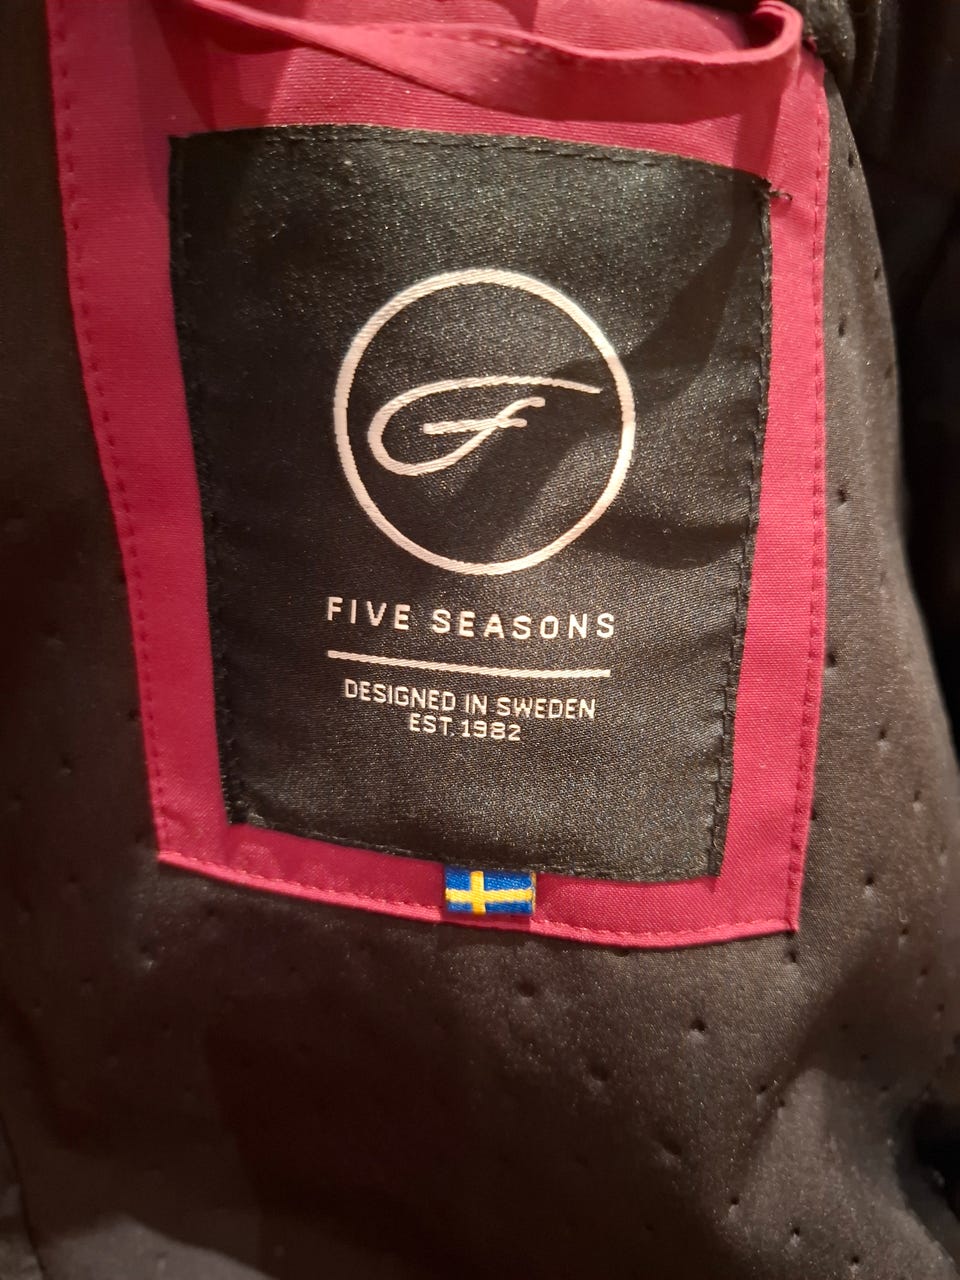 F
FIVE SEASONS
DESIGNED IN SWEDEN
EST. 1982